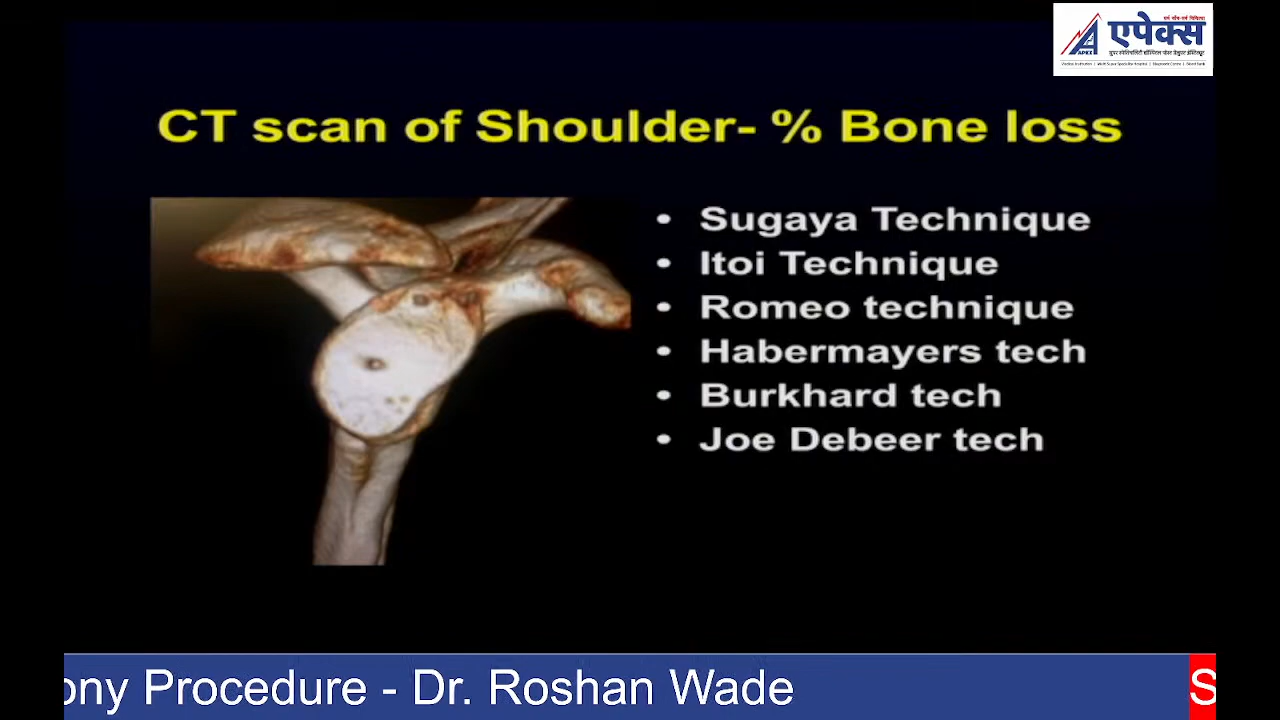 एपेक्स
APEX
CT scan of Shoulder- % Bone loss
• Sugaya Technique
• Itoi Technique
• Romeo technique
• Habermayers tech
• Burkhard tech
• Joe Debeer tech
ony Procedure - Dr. Roshan Wade
S